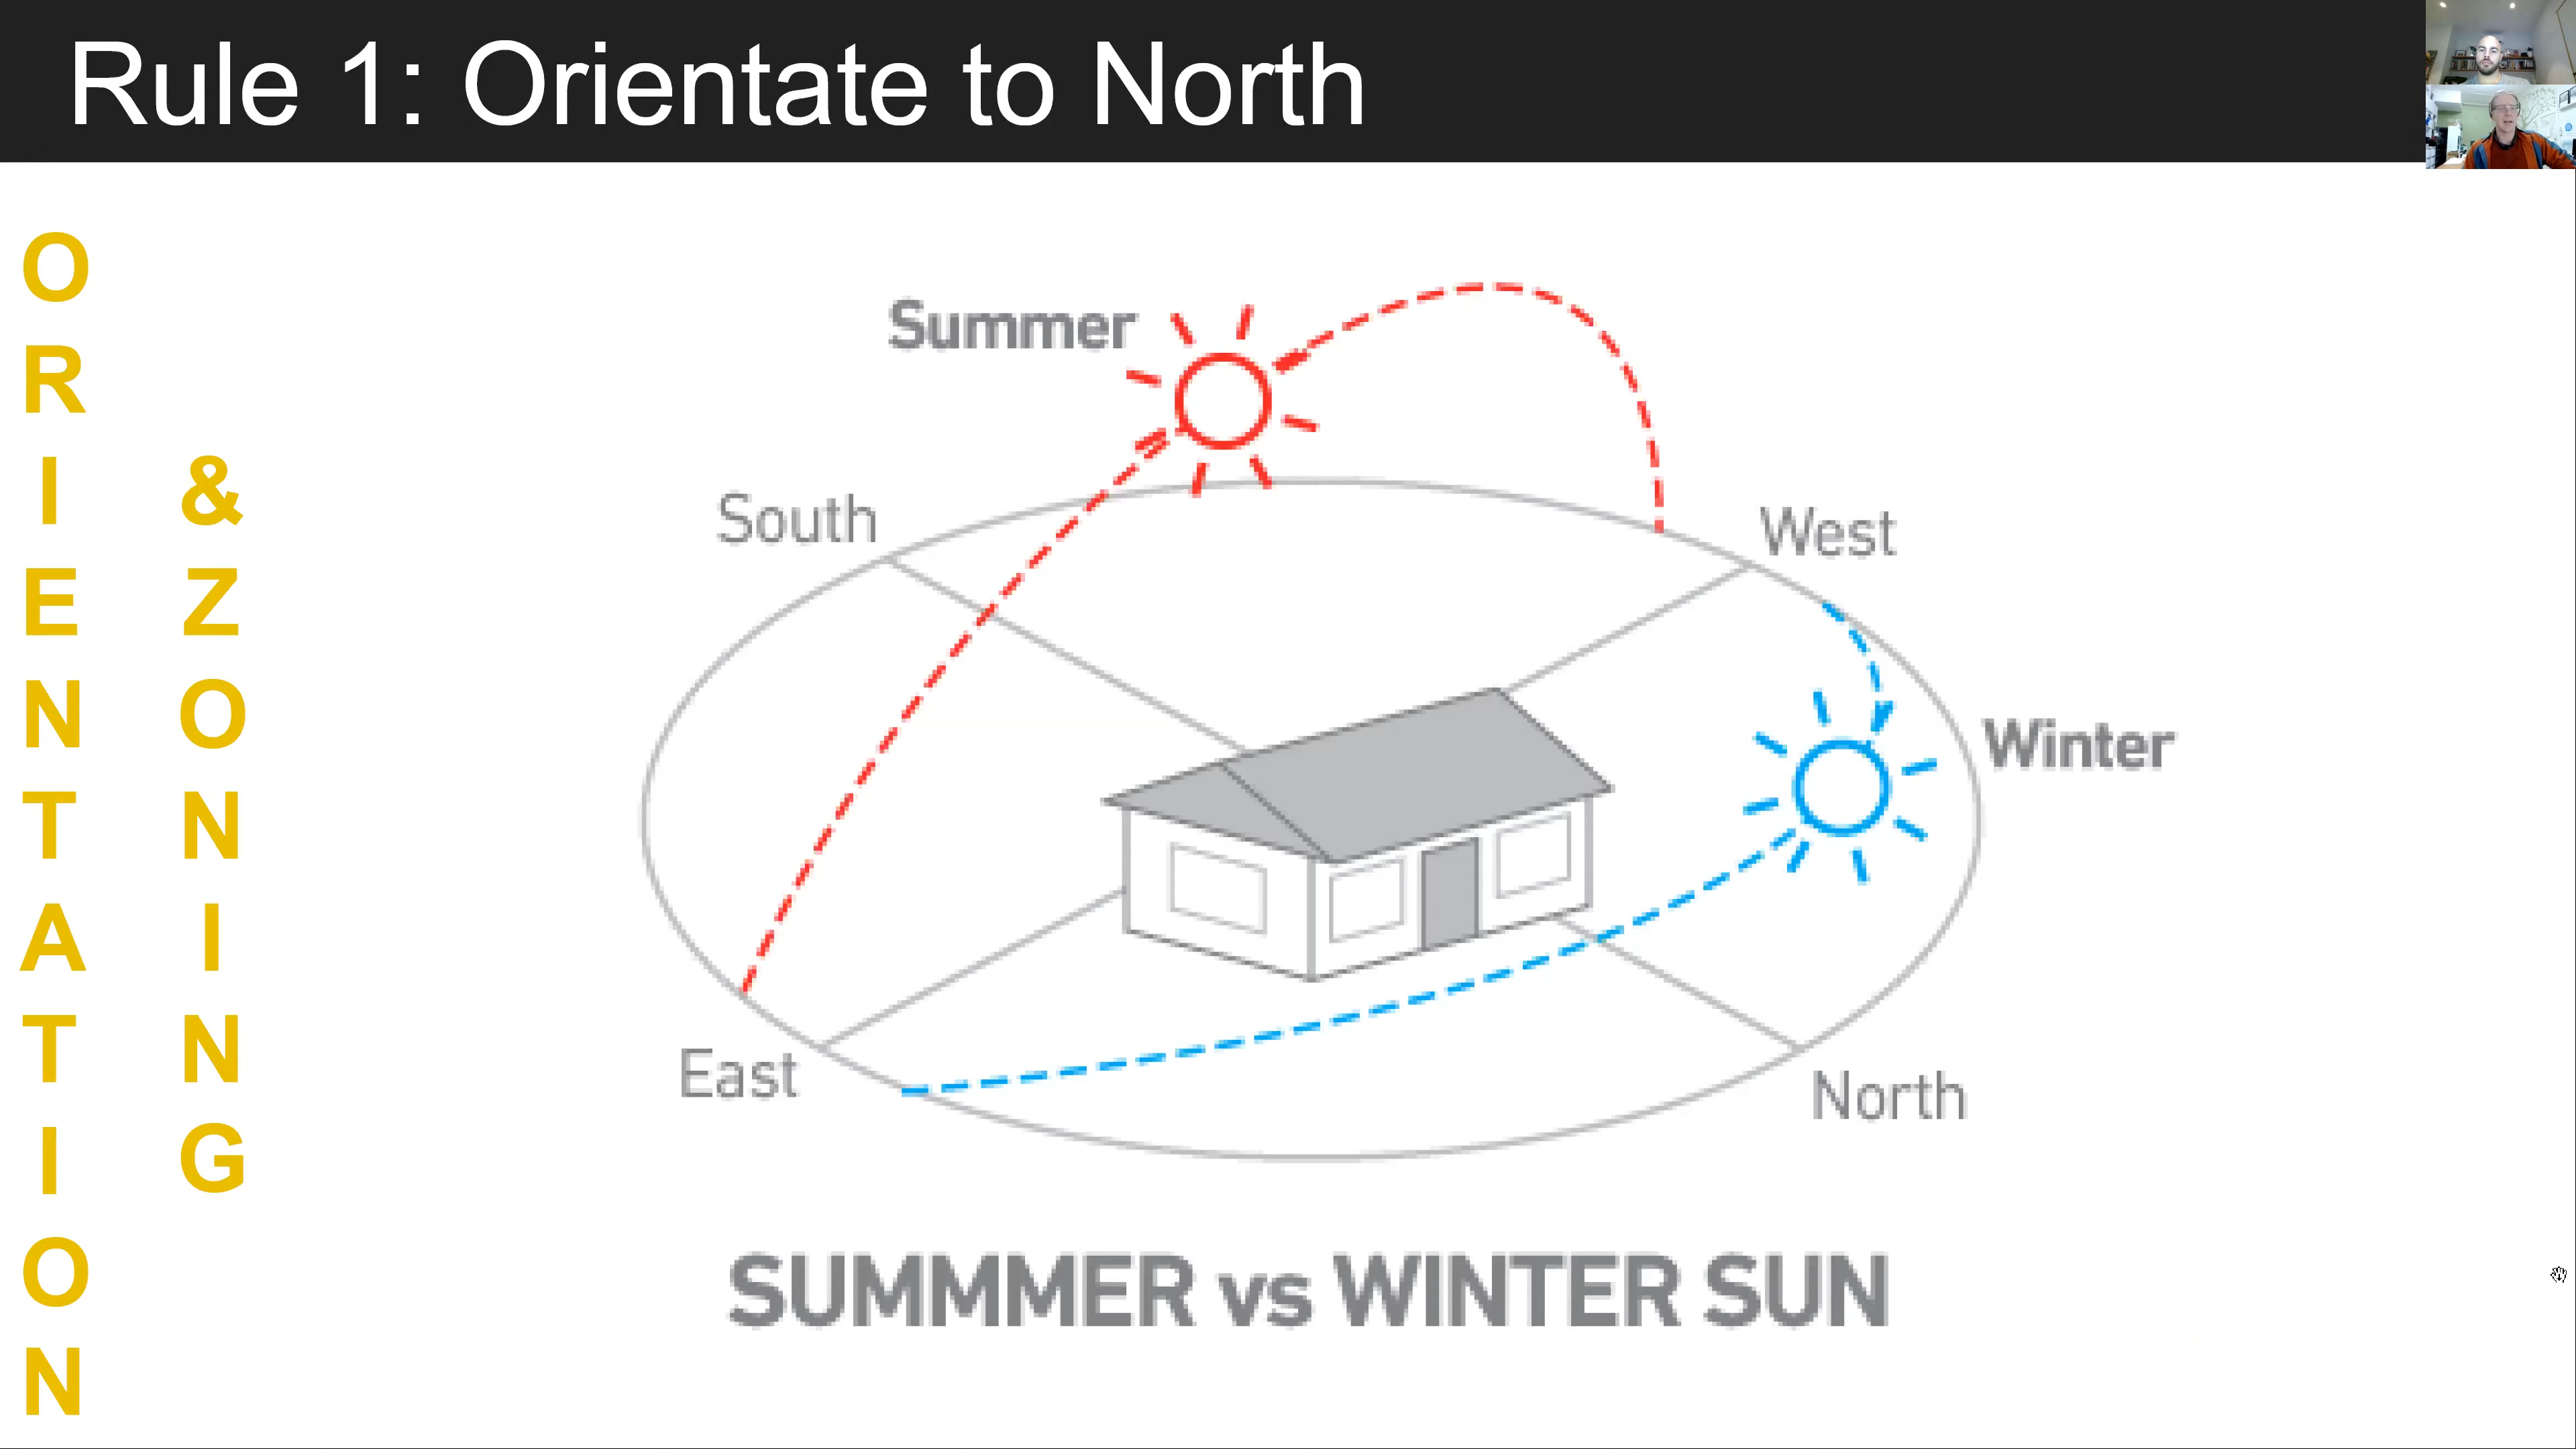 Rule 1: Orientate to North
ORIENTATION
& ZONING
Summer
South
West
Winter
East
North
SUMMMER vs WINTER SUN